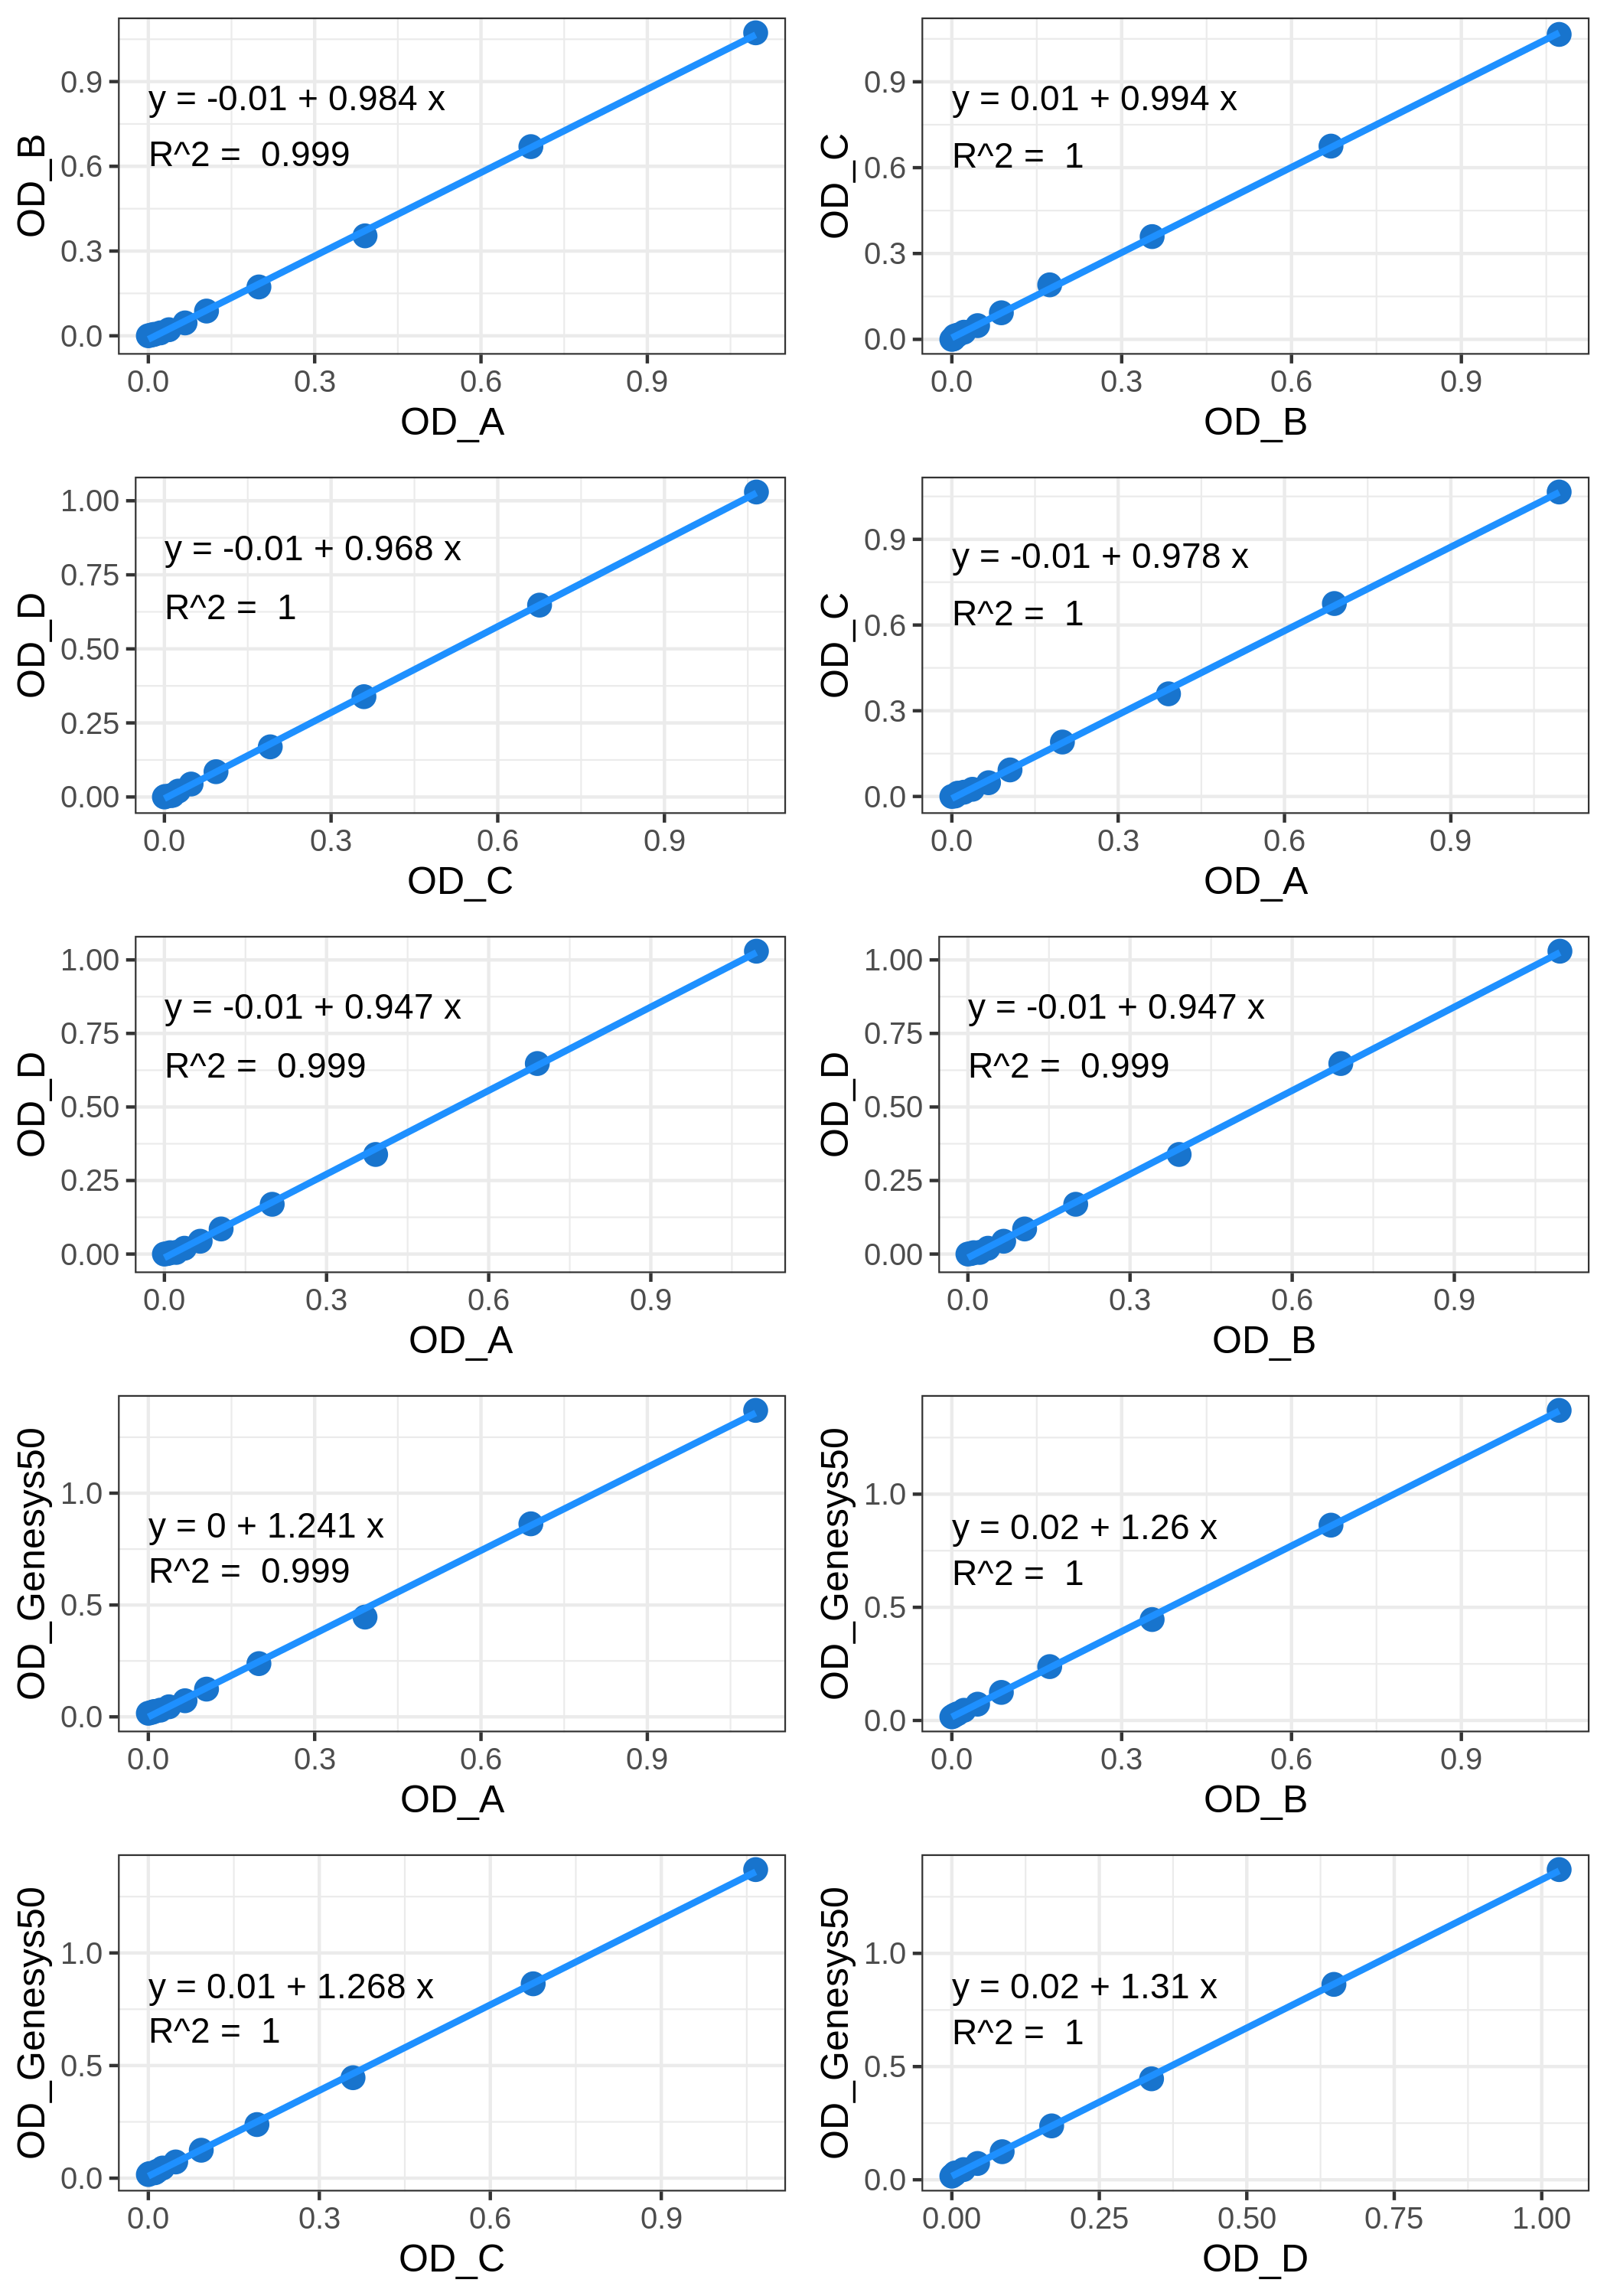 y = -0.01 + 0.984 x
R^2 =  0.999
OD_B
0.9
0.6
0.3
0.0
0.0 0.3 0.6 0.9
OD_A
y = 0.01 + 0.994 x
R^2 =  1
OD_C
0.9
0.6
0.3
0.0
0.0 0.3 0.6 0.9
OD_B
y = -0.01 + 0.968 x
R^2 =  1
OD_D
1.00
0.75
0.50
0.25
0.00
0.0 0.3 0.6 0.9
OD_C
y = -0.01 + 0.978 x
R^2 =  1
OD_C
0.9
0.6
0.3
0.0
0.0 0.3 0.6 0.9
OD_A
y = -0.01 + 0.947 x
R^2 =  0.999
OD_D
1.00
0.75
0.50
0.25
0.00
0.0 0.3 0.6 0.9
OD_A
y = -0.01 + 0.947 x
R^2 =  0.999
OD_D
1.00
0.75
0.50
0.25
0.00
0.0 0.3 0.6 0.9
OD_B
y = 0 + 1.241 x
R^2 =  0.999
OD_Genesys50
1.0
0.5
0.0
0.0 0.3 0.6 0.9
OD_A
y = 0.02 + 1.26 x
R^2 =  1
OD_Genesys50
1.0
0.5
0.0
0.0 0.3 0.6 0.9
OD_B
y = 0.01 + 1.268 x
R^2 =  1
OD_Genesys50
1.0
0.5
0.0
0.0 0.3 0.6 0.9
OD_C
y = 0.02 + 1.31 x
R^2 =  1
OD_Genesys50
1.0
0.5
0.0
0.00 0.25 0.50 0.75 1.00
OD_D